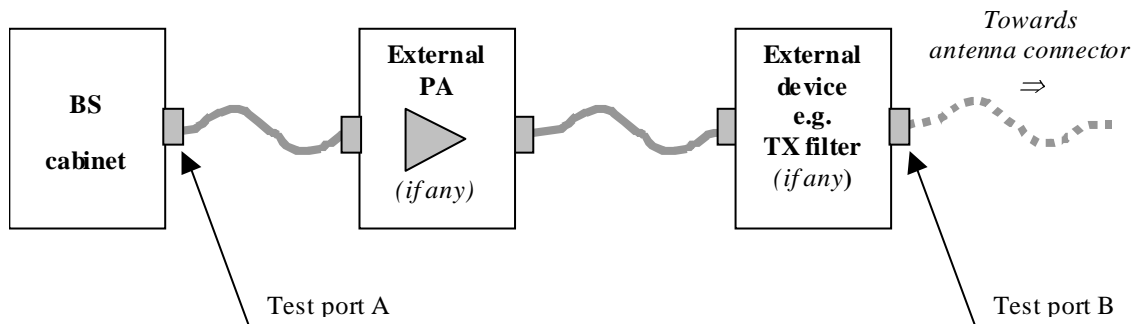 BS
cabinet
External
PA
(if any)
External
device
e.g.
TX filter
(if any)
Towards
antenna connector
⇒
Test port A
Test port B